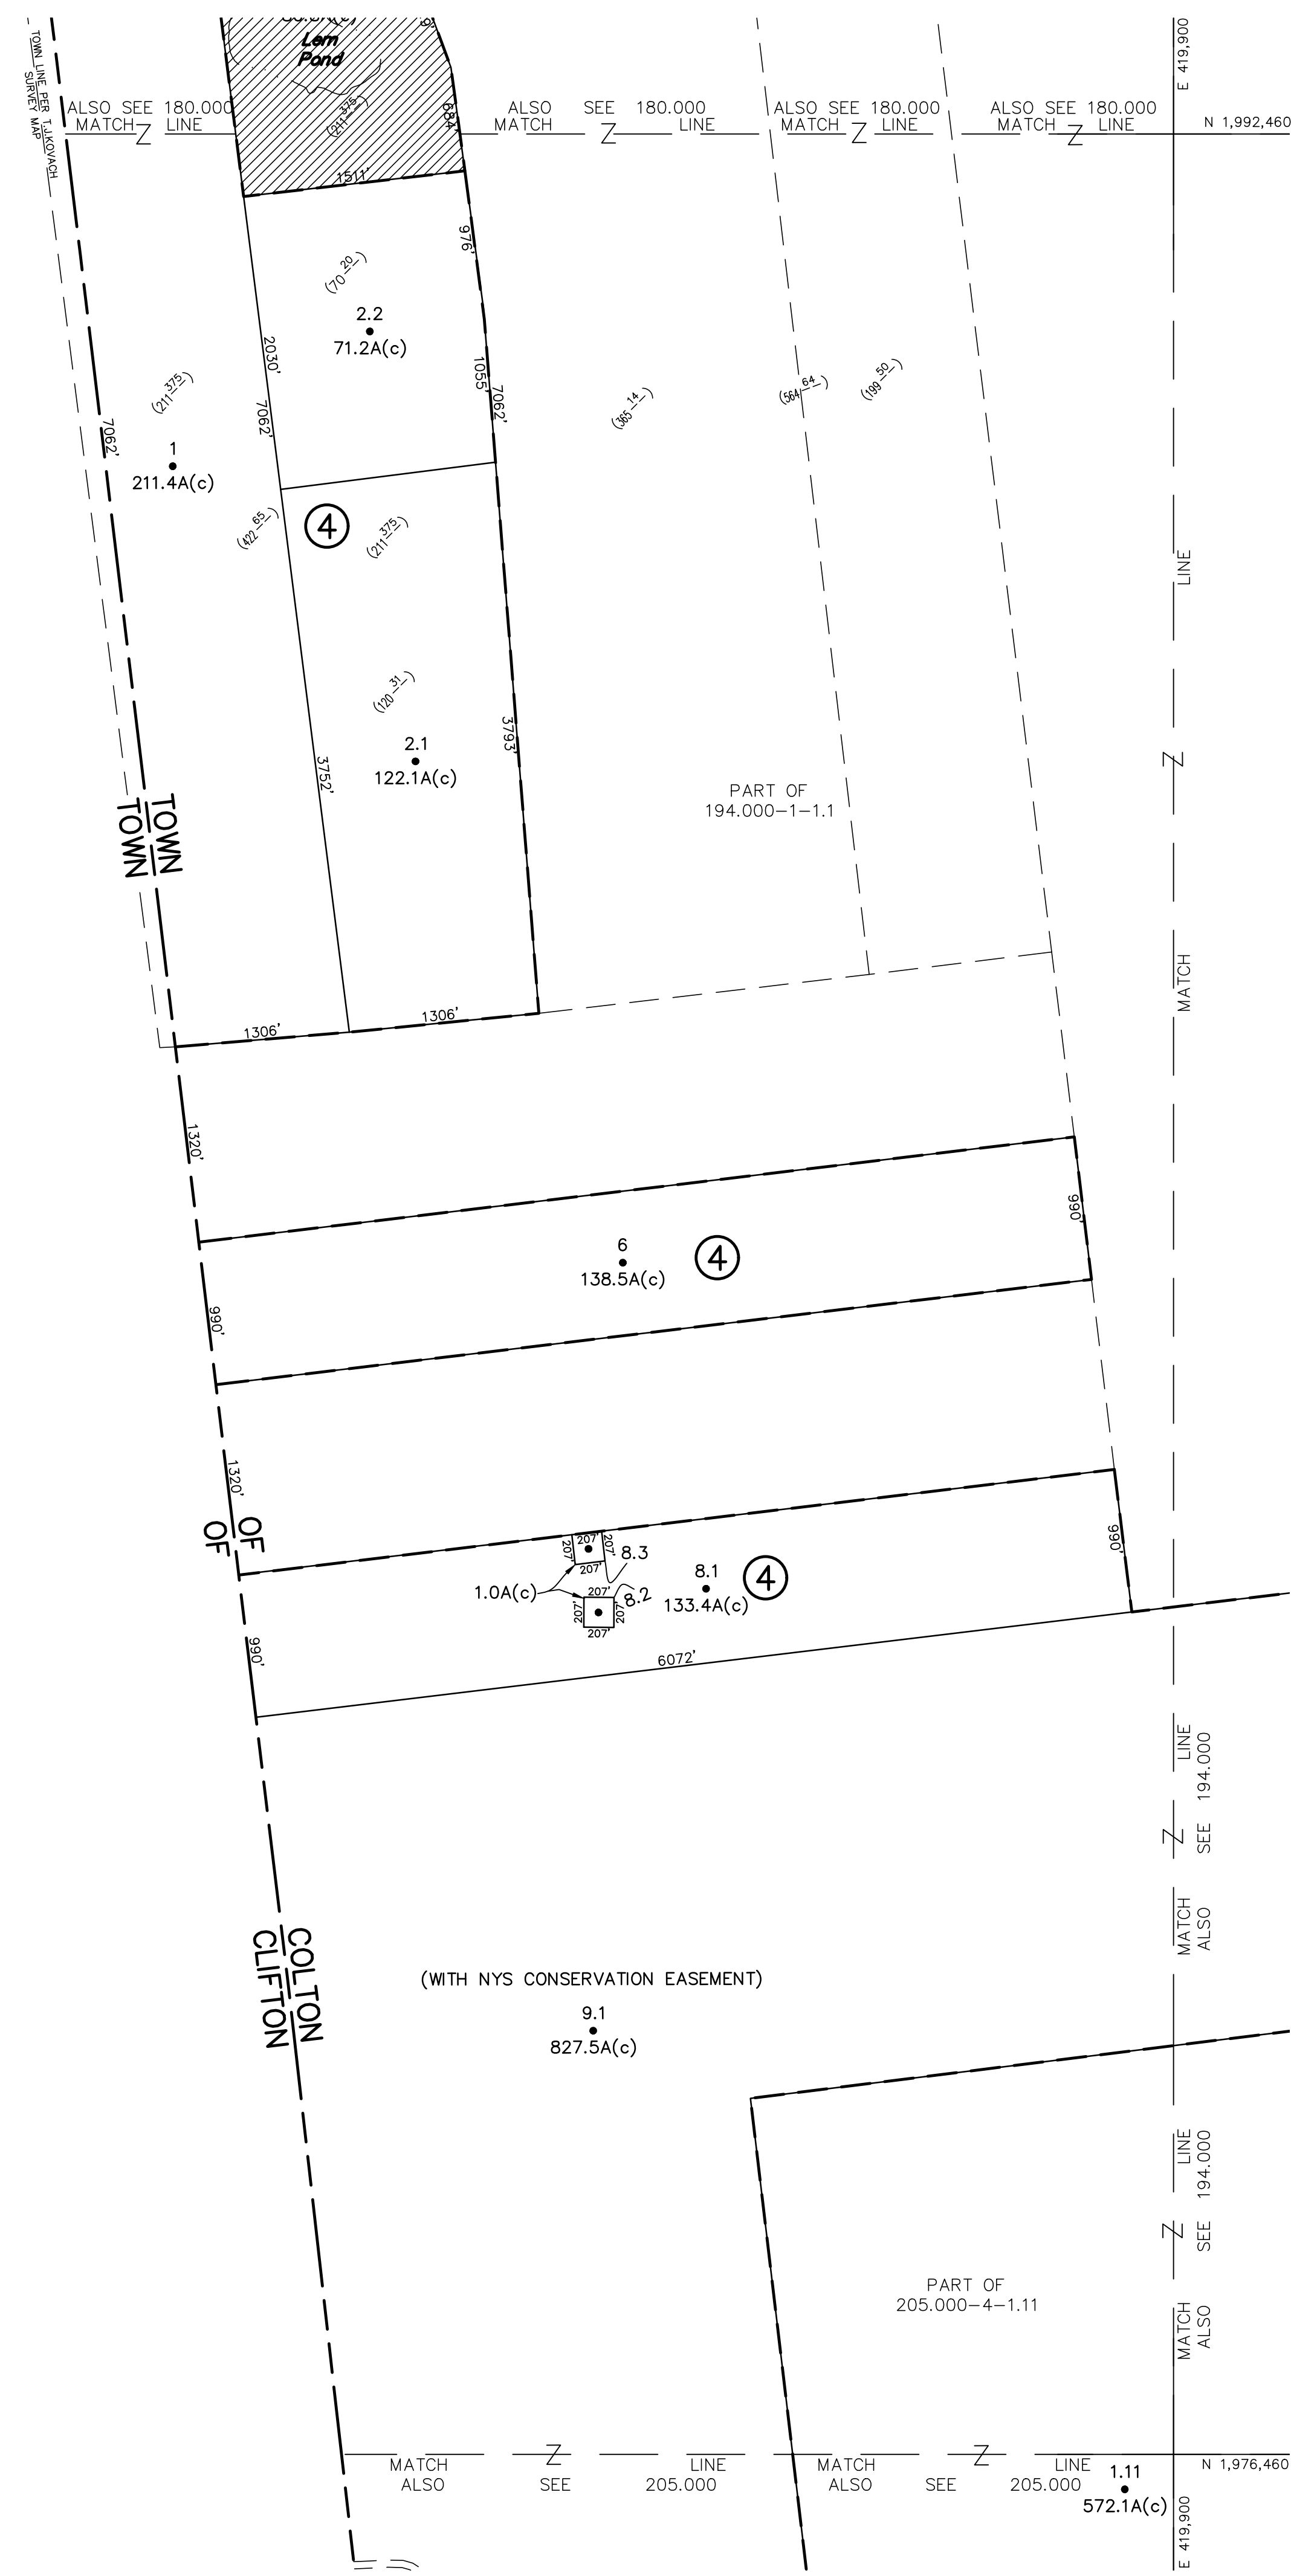 Lem
Pond
(211.375)
9'
684'
1511'
TOWN LINE PER T.J.KOVACH
SURVEY MAP
E 419,900
ALSO SEE 180.000
MATCH Z LINE
ALSO SEE 180.000
MATCH Z LINE
ALSO SEE 180.000
MATCH Z LINE
ALSO SEE 180.000
MATCH Z LINE
N 1,992,460
976'
(70 20)
2.2
71.2A(c)
2030'
1055'
7062'
7062'
7062'
(211 375)
1
211.4A(c)
(365 14)
(564 64)
(199 50)
(422 65)
4
(211 375)
LINE
(120 31)
2.1
122.1A(c)
3752'
3793'
Z
PART OF
194.000-1-1.1
TOWN
TOWN
MATCH
1306'
1306'
1320'
990'
6
138.5A(c)
4
990'
1320'
OF
OF
990'
207'
207'
207'
207'
8.3
1.0A(c)
207'
207'
207'
207'
8.2
8.1
133.4A(c)
4
990'
6072'
LINE
SEE 194.000
Z
MATCH
ALSO
COLTON
CLIFTON
(WITH NYS CONSERVATION EASEMENT)
9.1
827.5A(c)
LINE
SEE 194.000
Z
MATCH
ALSO
PART OF
205.000-4-1.11
MATCH Z LINE
ALSO SEE 205.000
MATCH Z LINE
ALSO SEE 205.000
N 1,976,460
1.11
572.1A(c)
E 419,900